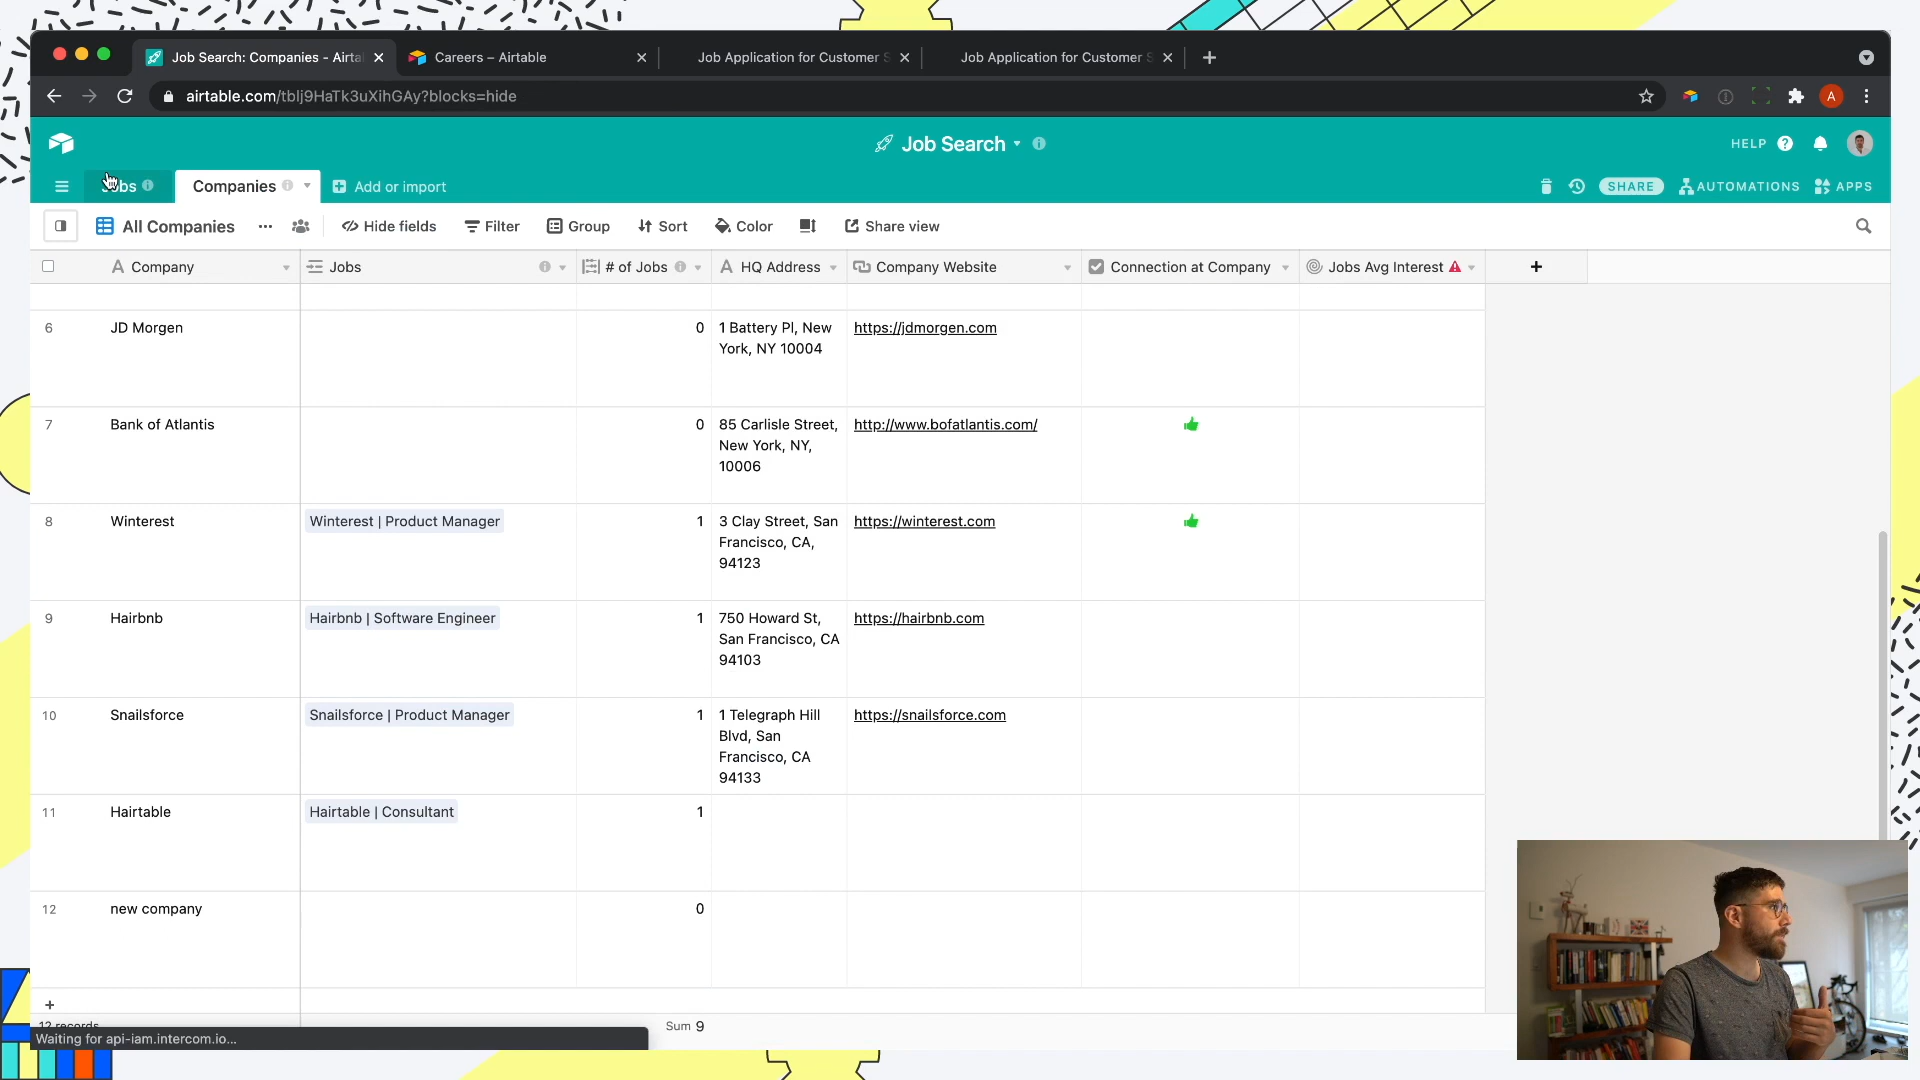 Job Search: Companies - Airta
Careers – Airtable
Job Application for Customer S
Job Application for Customer S
airtable.com/tblj9HaTk3uXihGAy?blocks=hide
A
Job Search
HELP
Jobs
Companies
Add or import
SHARE
AUTOMATIONS
APPS
All Companies
Hide fields
Filter
Group
Sort
Color
Share view
Company
Jobs
# of Jobs
HQ Address
Company Website
Connection at Company
Jobs Avg Interest
6
JD Morgen
0
1 Battery Pl, New
York, NY 10004
https://jdmorgen.com
7
Bank of Atlantis
0
85 Carlisle Street,
New York, NY,
10006
http://www.bofatlantis.com/
8
Winterest
Winterest | Product Manager
1
3 Clay Street, San
Francisco, CA,
94123
https://winterest.com
9
Hairbnb
Hairbnb | Software Engineer
1
750 Howard St,
San Francisco, CA
94103
https://hairbnb.com
10
Snailsforce
Snailsforce | Product Manager
1
1 Telegraph Hill
Blvd, San
Francisco, CA
94133
https://snailsforce.com
11
Hairtable
Hairtable | Consultant
1
12
new company
0
12 records
Sum 9
Waiting for api-iam.intercom.io...